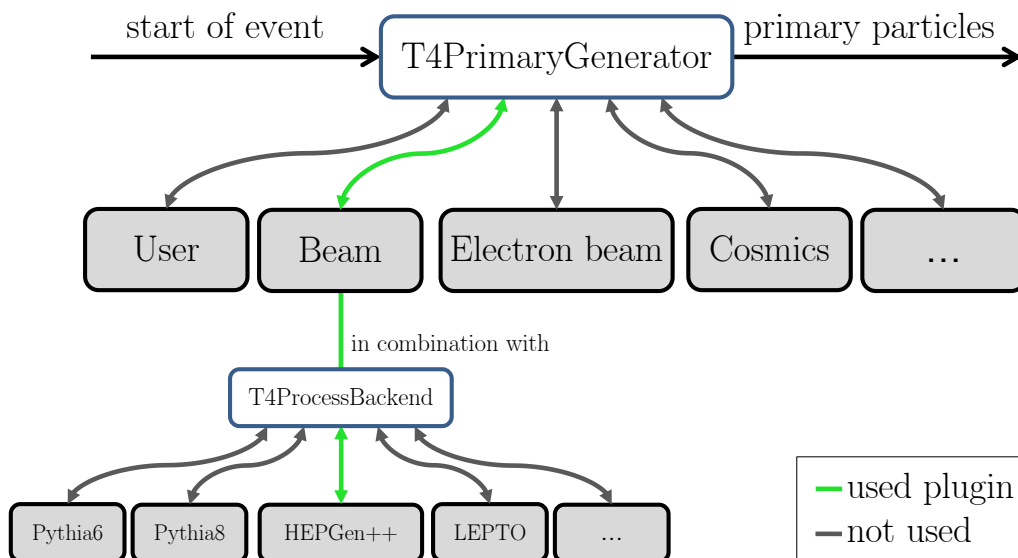 start of event
T4PrimaryGenerator
primary particles
User
Beam
Electron beam
Cosmics
...
in combination with
T4ProcessBackend
Pythia6
Pythia8
HEPGen++
LEPTO
...
used plugin
not used